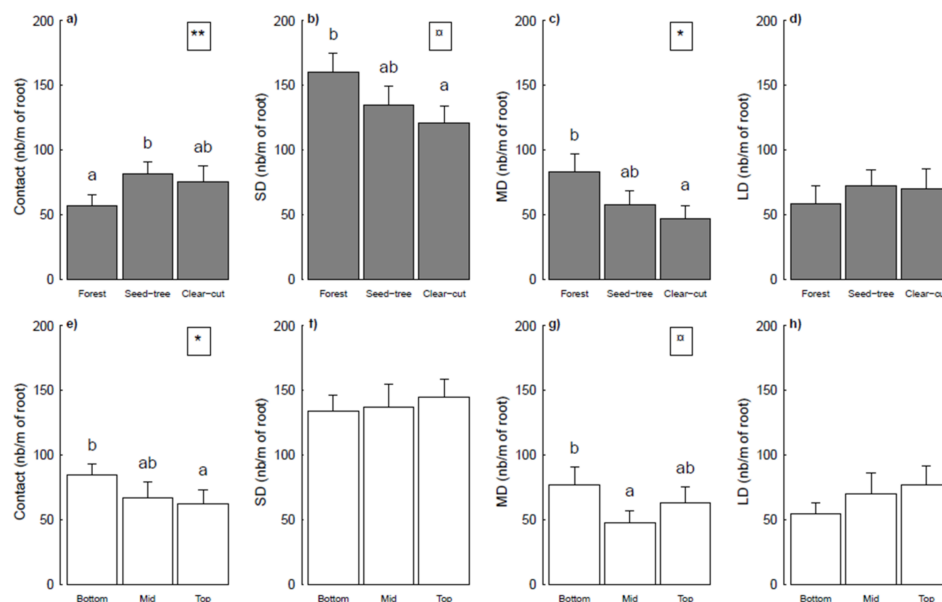 a)
**
200
150
100
50
0
Contact (nb/m of root)
a
b
ab
Forest Seed-tree Clear-cut
b)
¤
200
150
100
50
0
SD (nb/m of root)
b
ab
a
Forest Seed-tree Clear-cut
c)
*
200
150
100
50
0
MD (nb/m of root)
b
ab
a
Forest Seed-tree Clear-cut
d)
200
150
100
50
0
LD (nb/m of root)
Forest Seed-tree Clear-cut
e)
*
200
150
100
50
0
Contact (nb/m of root)
b
ab
a
Bottom Mid Top
f)
200
150
100
50
0
SD (nb/m of root)
Bottom Mid Top
g)
¤
200
150
100
50
0
MD (nb/m of root)
b
a
ab
Bottom Mid Top
h)
200
150
100
50
0
LD (nb/m of root)
Bottom Mid Top